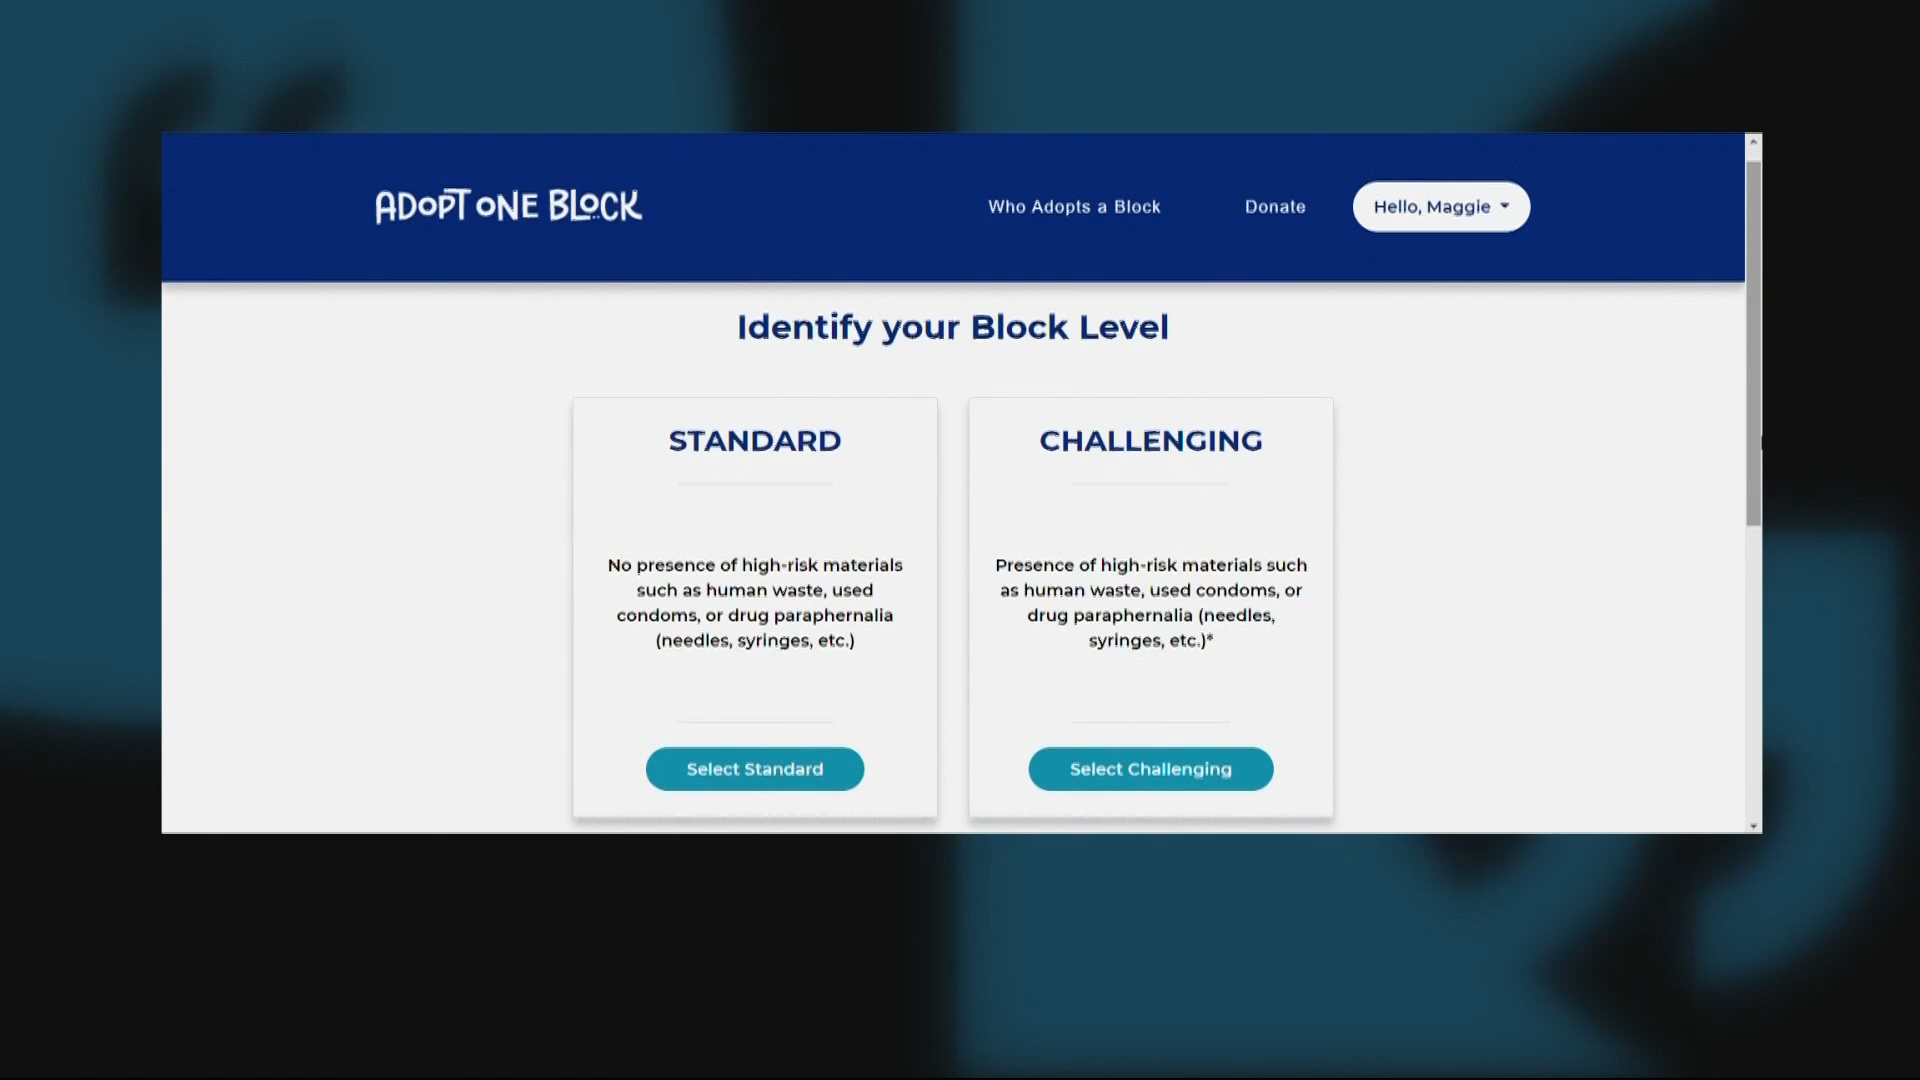 ADOPT ONE BLOCK
Who Adopts a Block
Donate
Hello, Maggie
Identify your Block Level
STANDARD
No presence of high-risk materials
such as human waste, used
condoms, or drug paraphernalia
(needles, syringes, etc.)
Select Standard
CHALLENGING
Presence of high-risk materials such
as human waste, used condoms, or
drug paraphernalia (needles,
syringes, etc.)*
Select Challenging